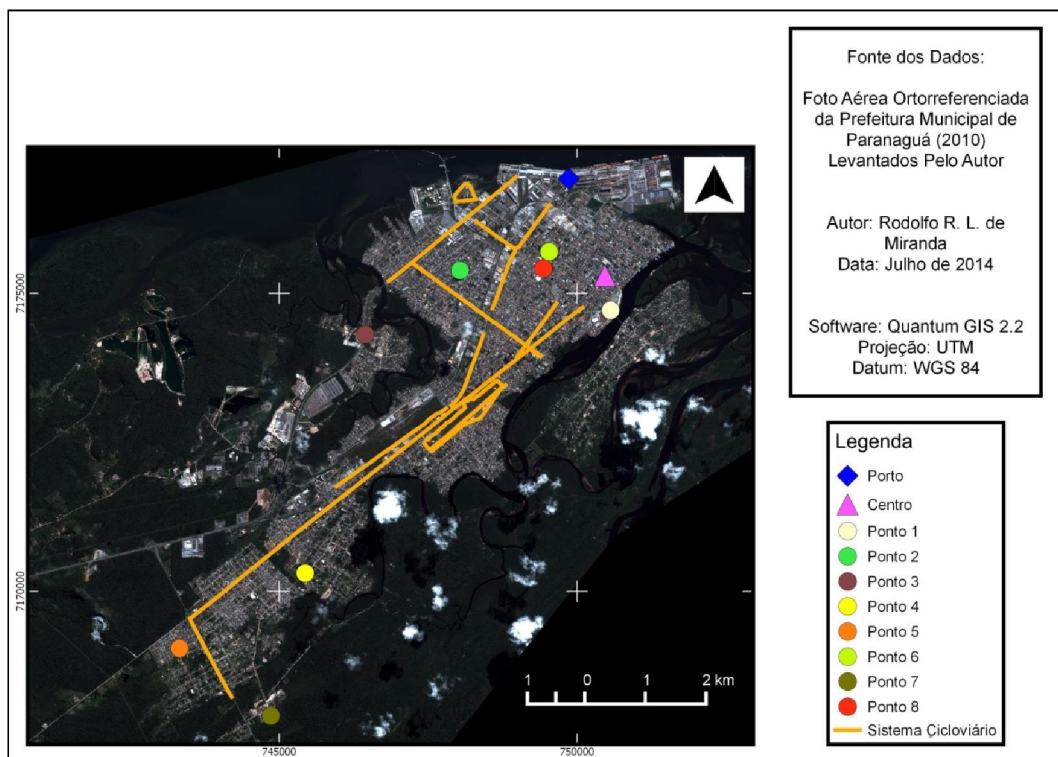 Fonte dos Dados:
Foto Aérea Ortorreferenciada
da Prefeitura Municipal de
Paranaguá (2010)
Levantados Pelo Autor
Autor: Rodolfo R. L. de
Miranda
Data: Julho de 2014
Software: Quantum GIS 2.2
Projeção: UTM
Datum: WGS 84
7175000
7170000
745000
750000
1 0 1 2 km
Legenda
Porto
Centro
Ponto 1
Ponto 2
Ponto 3
Ponto 4
Ponto 5
Ponto 6
Ponto 7
Ponto 8
Sistema Çicloviário